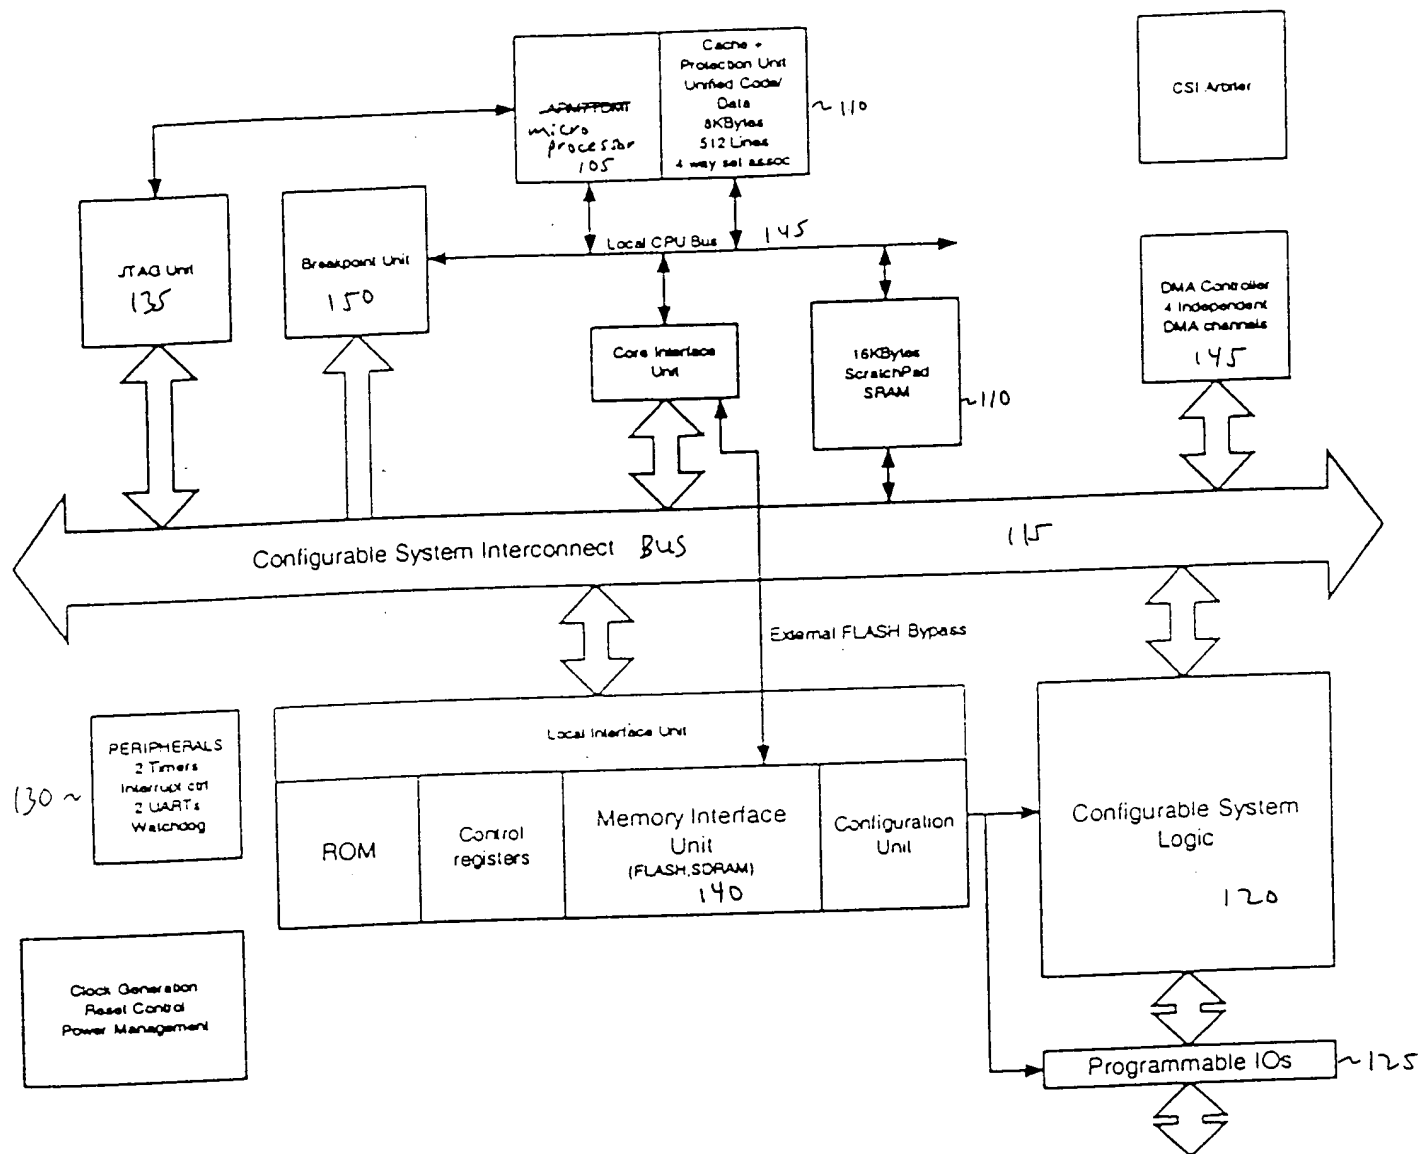 Cache +
Protection Unit
Unified Code/
Data
8KBytes
512 Lines
4 way set assoc
~110
ARM7TDMI
micro
processor
105
CSI Arbiter
JTAG Unit
135
Breakpoint Unit
150
Local CPU Bus 145
DMA Controller
4 Independent
DMA channels
145
Core Interface
Unit
16KBytes
ScratchPad
SRAM
~110
Configurable System Interconnect BUS 115
External FLASH Bypass
PERIPHERALS
2 Timers
Interrupt ctrl
2 UARTs
Watchdog
130 ~
Local Interface Unit
ROM
Control
registers
Memory Interface
Unit
(FLASH,SDRAM)
140
Configuration
Unit
Configurable System
Logic
120
Clock Generation
Reset Control
Power Management
Programmable IOs ~125